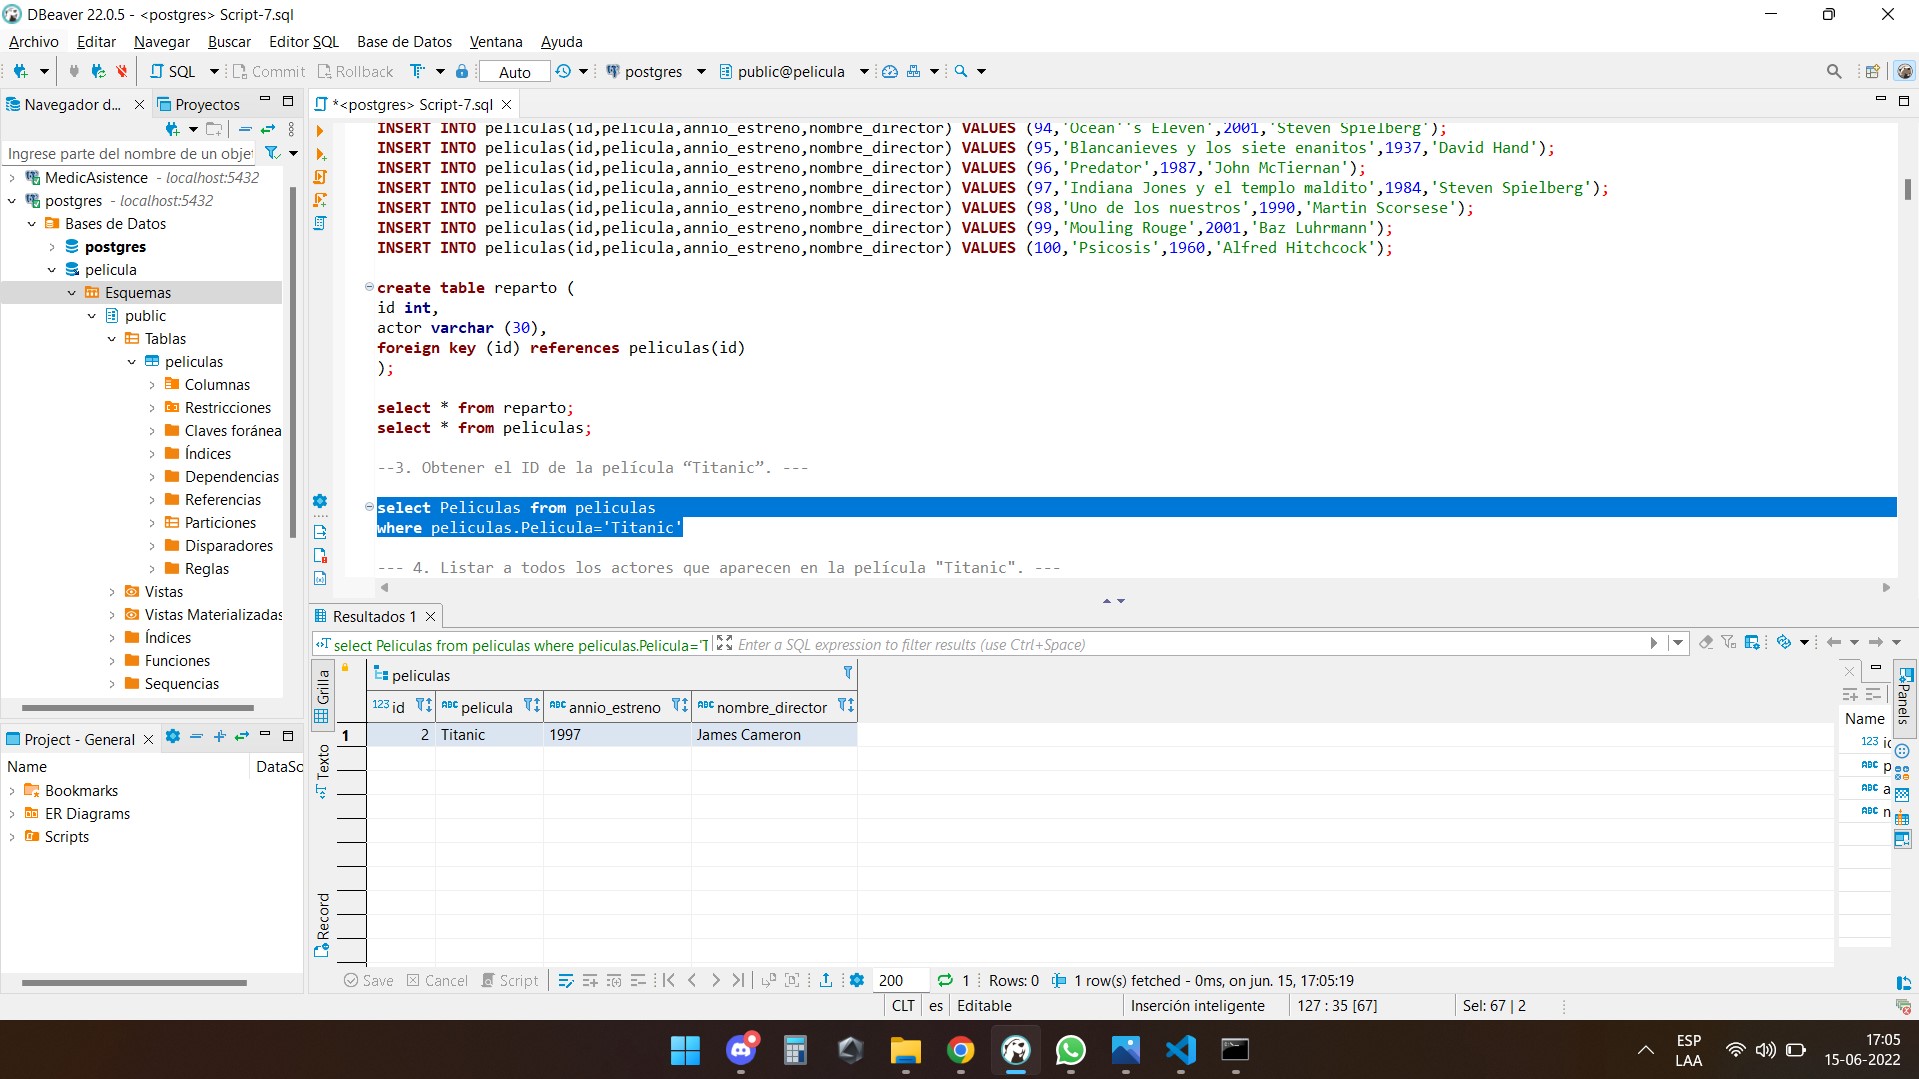 DBeaver 22.0.5 - <postgres> Script-7.sql
Archivo Editar Navegar Buscar Editor SQL Base de Datos Ventana Ayuda
SQL Commit Rollback Auto postgres public@pelicula
Navegador d... Proyectos
Ingrese parte del nombre de un obje
MedicAsistence - localhost:5432
postgres - localhost:5432
Bases de Datos
postgres
pelicula
Esquemas
public
Tablas
peliculas
Columnas
Restricciones
Claves foránea
Índices
Dependencias
Referencias
Particiones
Disparadores
Reglas
Vistas
Vistas Materializadas
Índices
Funciones
Sequencias
Project - General
Name DataSc
Bookmarks
ER Diagrams
Scripts
*<postgres> Script-7.sql
INSERT INTO peliculas(id,pelicula,annio_estreno,nombre_director) VALUES (94,'Ocean''s Eleven',2001,'Steven Spielberg');
INSERT INTO peliculas(id,pelicula,annio_estreno,nombre_director) VALUES (95,'Blancanieves y los siete enanitos',1937,'David Hand');
INSERT INTO peliculas(id,pelicula,annio_estreno,nombre_director) VALUES (96,'Predator',1987,'John McTiernan');
INSERT INTO peliculas(id,pelicula,annio_estreno,nombre_director) VALUES (97,'Indiana Jones y el templo maldito',1984,'Steven Spielberg');
INSERT INTO peliculas(id,pelicula,annio_estreno,nombre_director) VALUES (98,'Uno de los nuestros',1990,'Martin Scorsese');
INSERT INTO peliculas(id,pelicula,annio_estreno,nombre_director) VALUES (99,'Mouling Rouge',2001,'Baz Luhrmann');
INSERT INTO peliculas(id,pelicula,annio_estreno,nombre_director) VALUES (100,'Psicosis',1960,'Alfred Hitchcock');
create table reparto (
id int,
actor varchar (30),
foreign key (id) references peliculas(id)
);
select * from reparto;
select * from peliculas;
--3. Obtener el ID de la película “Titanic”. ---
select Peliculas from peliculas
where peliculas.Pelicula='Titanic'
--- 4. Listar a todos los actores que aparecen en la película "Titanic". ---
Resultados 1
select Peliculas from peliculas where peliculas.Pelicula='T Enter a SQL expression to filter results (use Ctrl+Space)
Grilla
Texto
Record
peliculas
123 id ABC pelicula ABC annio_estreno ABC nombre_director
1 2 Titanic 1997 James Cameron
Panels
Name
123 ic
ABC p
ABC a
ABC n
Save Cancel Script 200 1 Rows: 0 1 row(s) fetched - 0ms, on jun. 15, 17:05:19
CLT es Editable Inserción inteligente 127 : 35 [67] Sel: 67 | 2
ESP
LAA
17:05
15-06-2022